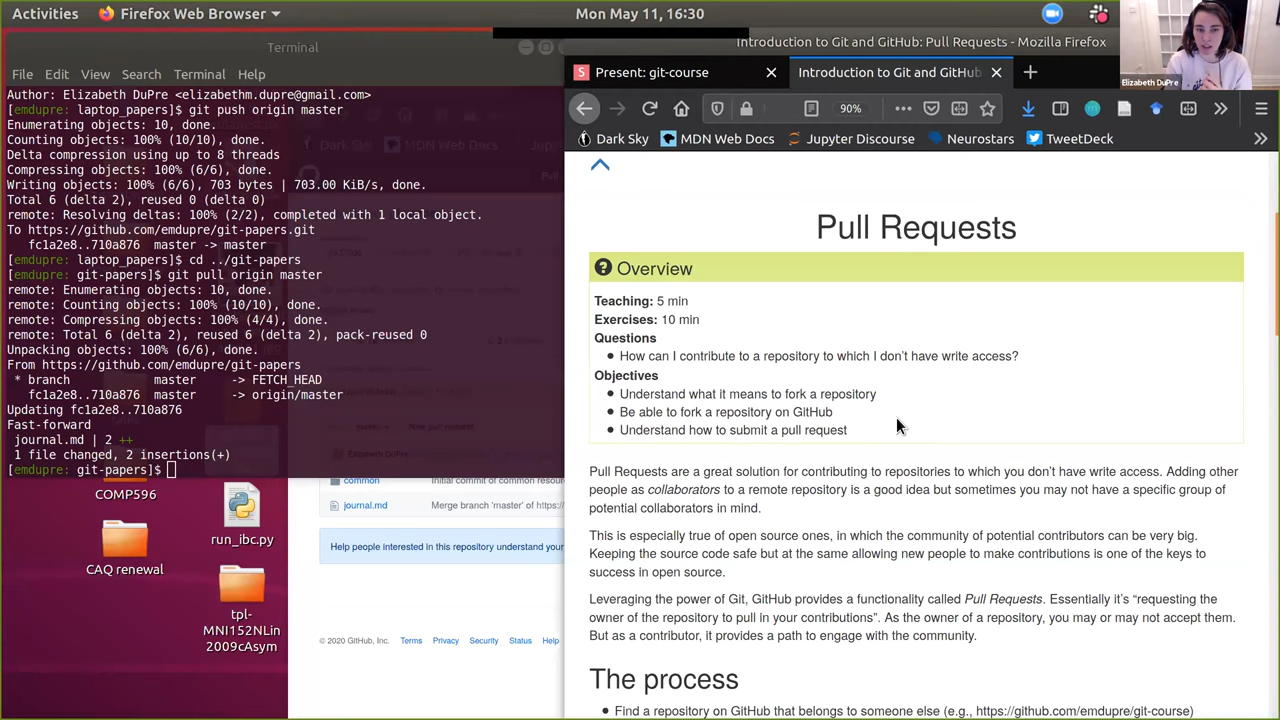 Activities
Firefox Web Browser
Mon May 11, 16:30
Terminal
File Edit View Search Terminal Help
Author: Elizabeth DuPre <elizabethm.dupre@gmail.com>
[emdupre: laptop_papers]$ git push origin master
Enumerating objects: 10, done.
Counting objects: 100% (10/10), done.
Delta compression using up to 8 threads
Compressing objects: 100% (6/6), done.
Writing objects: 100% (6/6), 703 bytes | 703.00 KiB/s, done.
Total 6 (delta 2), reused 0 (delta 0)
remote: Resolving deltas: 100% (2/2), completed with 1 local object.
To https://github.com/emdupre/git-papers.git
fc1a2e8..710a876 master -> master
[emdupre: laptop_papers]$ cd ../git-papers
[emdupre: git-papers]$ git pull origin master
remote: Enumerating objects: 10, done.
remote: Counting objects: 100% (10/10), done.
remote: Compressing objects: 100% (4/4), done.
remote: Total 6 (delta 2), reused 6 (delta 2), pack-reused 0
Unpacking objects: 100% (6/6), done.
From https://github.com/emdupre/git-papers
* branch master -> FETCH_HEAD
fc1a2e8..710a876 master -> origin/master
Updating fc1a2e8..710a876
Fast-forward
journal.md | 2 ++
1 file changed, 2 insertions(+)
[emdupre: git-papers]$
COMP596
run_ibc.py
CAQ renewal
tpl-
MNI152NLin
2009cAsym
Elizabeth DuPre
common
Initial commit of common resour
journal.md
Merge branch 'master' of https:/
Help people interested in this repository understand your
© 2020 GitHub, Inc. Terms Privacy Security Status Help
Introduction to Git and GitHub: Pull Requests - Mozilla Firefox
Elizabeth DuPre
Present: git-course
Introduction to Git and GitHub
90%
Dark Sky
MDN Web Docs
Jupyter Discourse
Neurostars
TweetDeck
Pull Requests
Overview
Teaching: 5 min
Exercises: 10 min
Questions
How can I contribute to a repository to which I don't have write access?
Objectives
Understand what it means to fork a repository
Be able to fork a repository on GitHub
Understand how to submit a pull request
Pull Requests are a great solution for contributing to repositories to which you don't have write access. Adding other
people as collaborators to a remote repository is a good idea but sometimes you may not have a specific group of
potential collaborators in mind.
This is especially true of open source ones, in which the community of potential contributors can be very big.
Keeping the source code safe but at the same allowing new people to make contributions is one of the keys to
success in open source.
Leveraging the power of Git, GitHub provides a functionality called Pull Requests. Essentially it's "requesting the
owner of the repository to pull in your contributions". As the owner of a repository, you may or may not accept them.
But as a contributor, it provides a path to engage with the community.
The process
Find a repository on GitHub that belongs to someone else (e.g., https://github.com/emdupre/git-course)